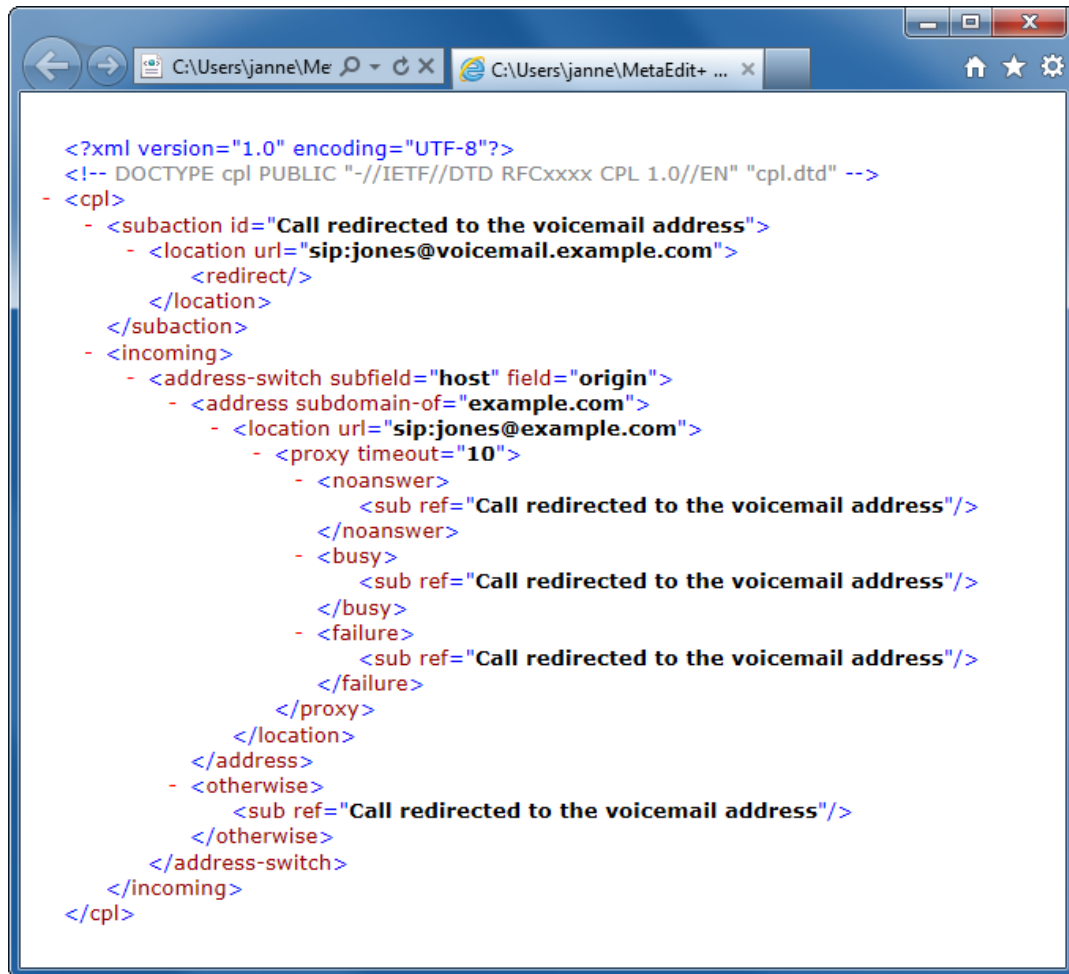 C:\Users\janne\Me
C:\Users\janne\MetaEdit+ ...
<?xml version="1.0" encoding="UTF-8"?>
<!-- DOCTYPE cpl PUBLIC "-//IETF//DTD RFCxxxx CPL 1.0//EN" "cpl.dtd" -->
- <cpl>
- <subaction id="Call redirected to the voicemail address">
- <location url="sip:jones@voicemail.example.com">
<redirect/>
</location>
</subaction>
- <incoming>
- <address-switch subfield="host" field="origin">
- <address subdomain-of="example.com">
- <location url="sip:jones@example.com">
- <proxy timeout="10">
- <noanswer>
<sub ref="Call redirected to the voicemail address"/>
</noanswer>
- <busy>
<sub ref="Call redirected to the voicemail address"/>
</busy>
- <failure>
<sub ref="Call redirected to the voicemail address"/>
</failure>
</proxy>
</location>
</address>
- <otherwise>
<sub ref="Call redirected to the voicemail address"/>
</otherwise>
</address-switch>
</incoming>
</cpl>